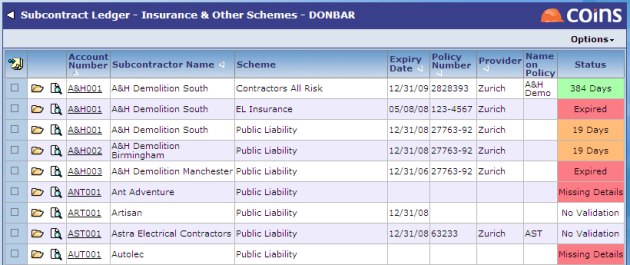 Subcontract Ledger - Insurance & Other Schemes - DONBAR coins
Options
Account Number Subcontractor Name Scheme Expiry Date Policy Number Provider Name on Policy Status
A&H001 A&H Demolition South Contractors All Risk 12/31/09 2828393 Zurich A&H Demo 384 Days
A&H001 A&H Demolition South EL Insurance 05/08/08 123-4567 Zurich Expired
A&H001 A&H Demolition South Public Liability 12/31/08 27763-92 Zurich 19 Days
A&H002 A&H Demolition Birmingham Public Liability 12/31/08 27763-92 Zurich 19 Days
A&H003 A&H Demolition Manchester Public Liability 12/31/06 27763-92 Zurich Expired
ANT001 Ant Adventure Public Liability Missing Details
ART001 Artisan Public Liability 12/31/08 No Validation
AST001 Astra Electrical Contractors Public Liability 12/31/08 63233 Zurich AST No Validation
AUT001 Autolec Public Liability Missing Details